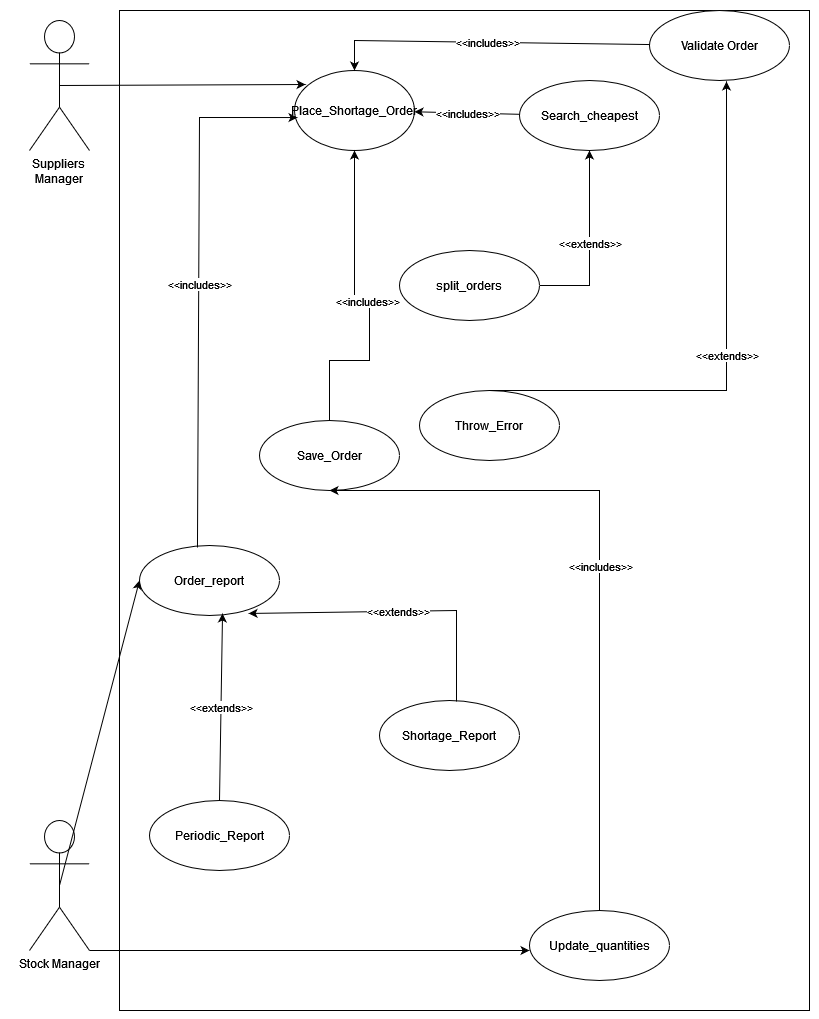 <<includes>>
Validate Order
Place_Shortage_Order
<<includes>>
Search_cheapest
Suppliers
Manager
<<extends>>
<<includes>>
split_orders
<<includes>>
<<extends>>
Throw_Error
Save_Order
<<includes>>
Order_report
<<extends>>
<<extends>>
Shortage_Report
Periodic_Report
Update_quantities
Stock Manager